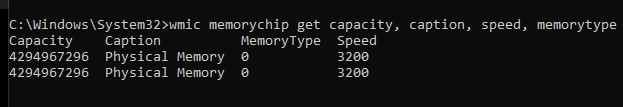 C:\Windows\System32>wmic memorychip get capacity, caption, speed, memorytype
Capacity    Caption          MemoryType  Speed
4294967296  Physical Memory  0           3200
4294967296  Physical Memory  0           3200